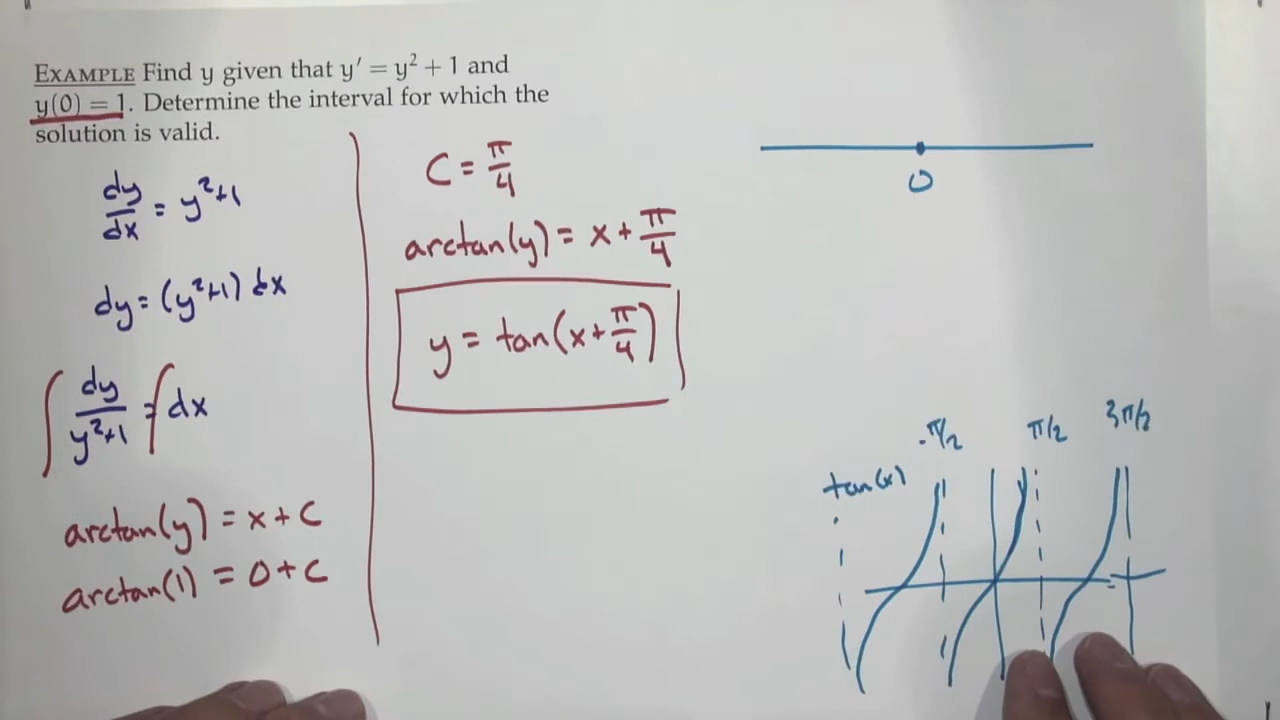 EXAMPLE Find y given that y′ = y² + 1 and
y(0) = 1. Determine the interval for which the
solution is valid.
dy/dx = y²+1
dy = (y²+1) dx
∫ dy/(y²+1) = ∫ dx
arctan(y) = x + C
arctan(1) = 0 + C
C = π/4
arctan(y) = x + π/4
y = tan(x + π/4)
0
-π/2 π/2 3π/2
tan(x)